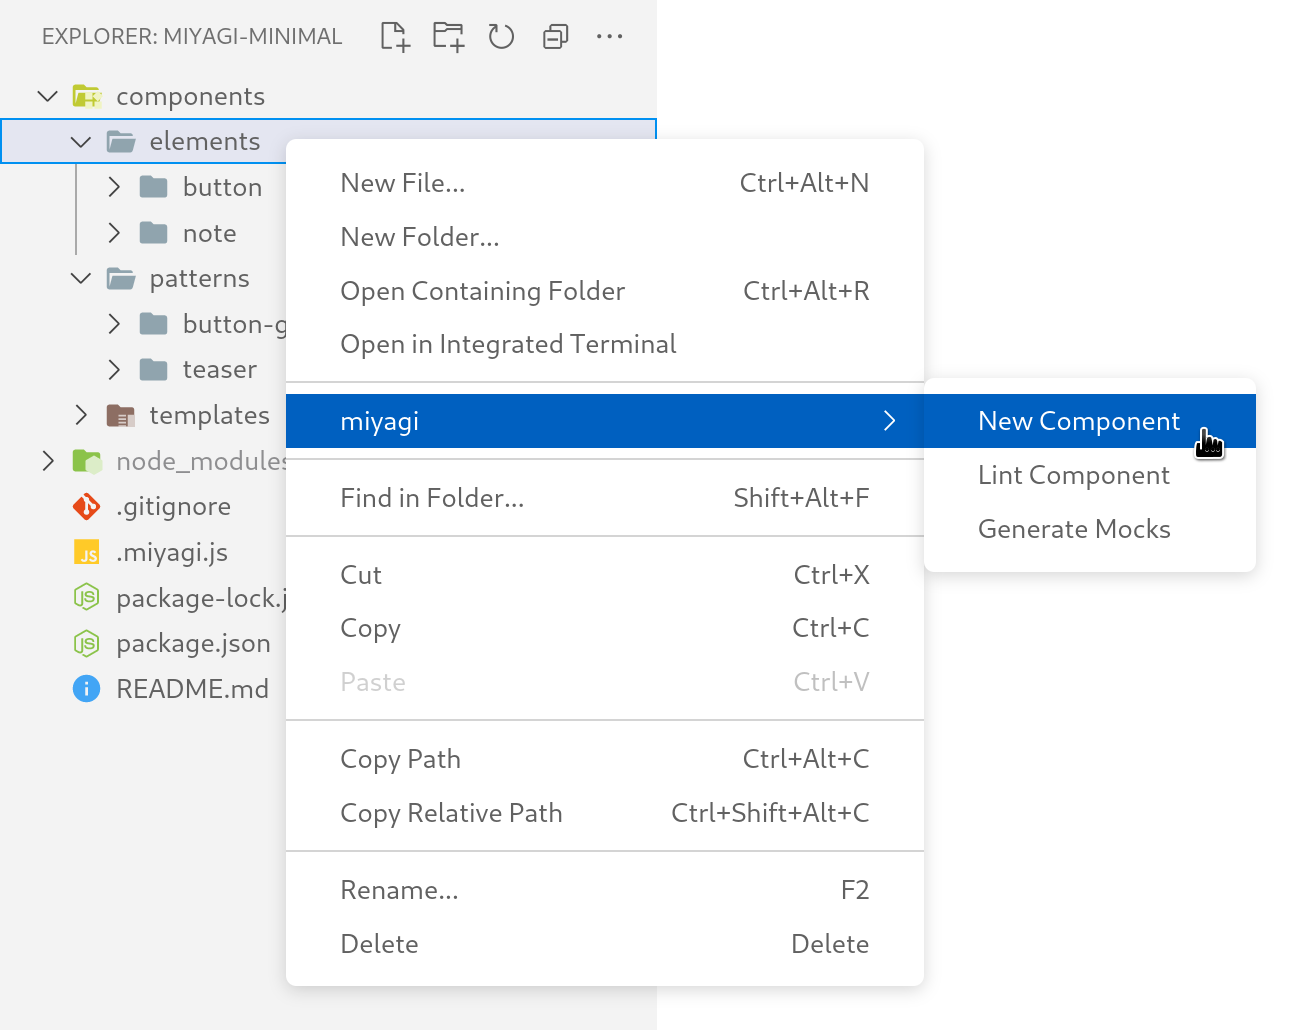 EXPLORER: MIYAGI-MINIMAL
components
elements
button
note
patterns
button-g
teaser
templates
node_modules
.gitignore
JS .miyagi.js
JS package-lock.j
JS package.json
README.md
New File... Ctrl+Alt+N
New Folder...
Open Containing Folder Ctrl+Alt+R
Open in Integrated Terminal
miyagi
Find in Folder... Shift+Alt+F
Cut Ctrl+X
Copy Ctrl+C
Paste Ctrl+V
Copy Path Ctrl+Alt+C
Copy Relative Path Ctrl+Shift+Alt+C
Rename... F2
Delete Delete
New Component
Lint Component
Generate Mocks